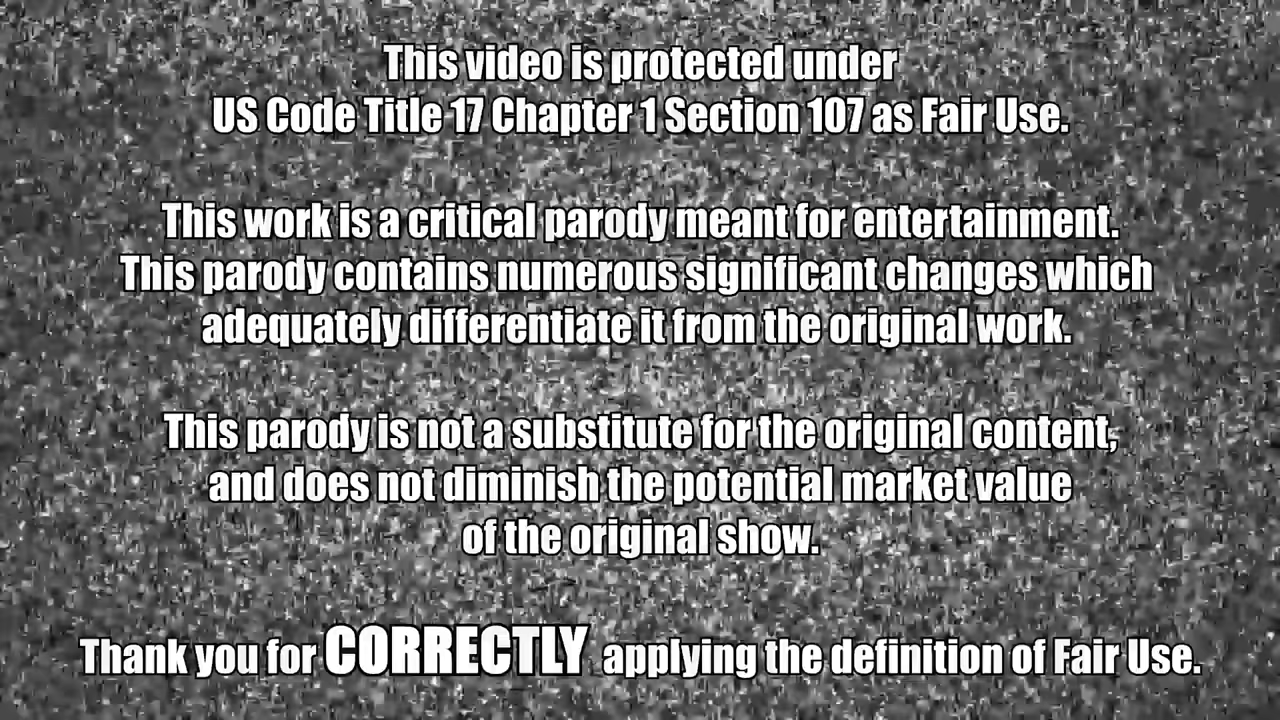 This video is protected under
US Code Title 17 Chapter 1 Section 107 as Fair Use.
This work is a critical parody meant for entertainment.
This parody contains numerous significant changes which
adequately differentiate it from the original work.
This parody is not a substitute for the original content,
and does not diminish the potential market value
of the original show.
Thank you for CORRECTLY applying the definition of Fair Use.